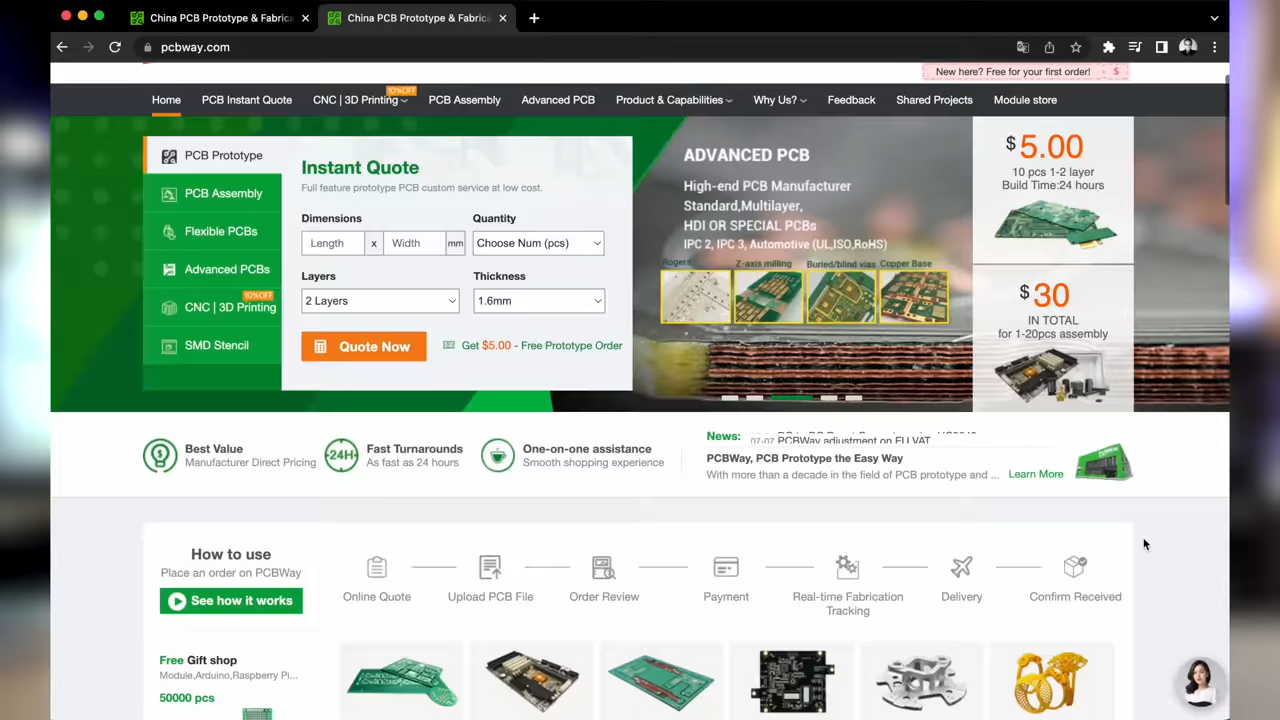 China PCB Prototype & Fabric
China PCB Prototype & Fabric
pcbway.com
New here? Free for your first order!
$
10%OFF
Home
PCB Instant Quote
CNC | 3D Printing
PCB Assembly
Advanced PCB
Product & Capabilities
Why Us?
Feedback
Shared Projects
Module store
PCB Prototype
PCB Assembly
Flexible PCBs
Advanced PCBs
10%OFF
CNC | 3D Printing
SMD Stencil
Instant Quote
Full feature prototype PCB custom service at low cost.
Dimensions
Quantity
Length x Width mm
Choose Num (pcs)
Layers
Thickness
2 Layers
1.6mm
Quote Now
Get $5.00 - Free Prototype Order
ADVANCED PCB
High-end PCB Manufacturer
Standard,Multilayer,
HDI OR SPECIAL PCBs
IPC 2, IPC 3, Automotive (UL,ISO,RoHS)
Rogers
Z-axis milling
Buried/blind vias
Copper Base
$5.00
10 pcs 1-2 layer
Build Time:24 hours
$30
IN TOTAL
for 1-20pcs assembly
Best Value
Manufacturer Direct Pricing
24H
Fast Turnarounds
As fast as 24 hours
One-on-one assistance
Smooth shopping experience
News:
07-07 PCBWay adjustment on EU VAT
PCBWay, PCB Prototype the Easy Way
With more than a decade in the field of PCB prototype and ...
Learn More
How to use
Place an order on PCBWay
See how it works
Online Quote
Upload PCB File
Order Review
Payment
Real-time Fabrication
Tracking
Delivery
Confirm Received
Free Gift shop
Module,Arduino,Raspberry Pi...
50000 pcs